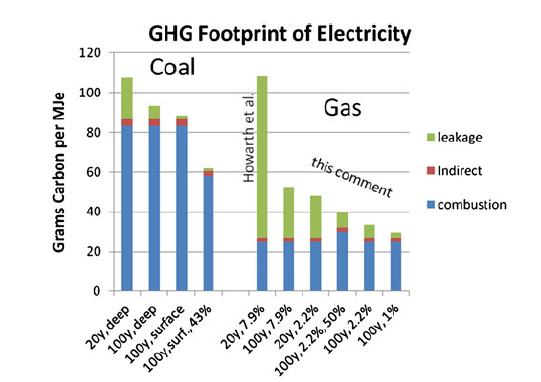 GHG Footprint of Electricity
120
100
80
60
40
20
0
Grams Carbon per MJe
Coal
Gas
Howarth et al.
this comment
leakage
Indirect
combustion
20y, deep
100y, deep
100y, surface
100y,surf., 43%
20y, 7.9%
100y, 7.9%
20y, 2.2%
100y, 2.2%, 50%
100y, 2.2%
100y, 1%